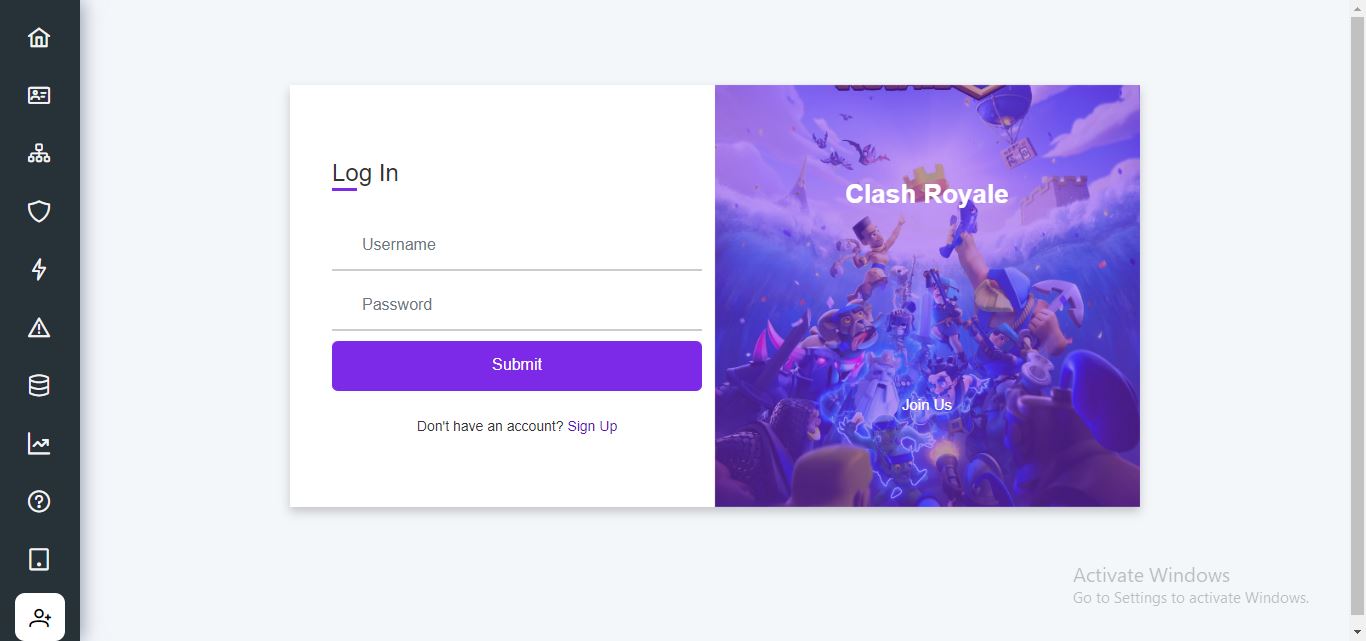 Log In
Username
Password
Submit
Don't have an account? Sign Up
Clash Royale
Join Us
Activate Windows
Go to Settings to activate Windows.